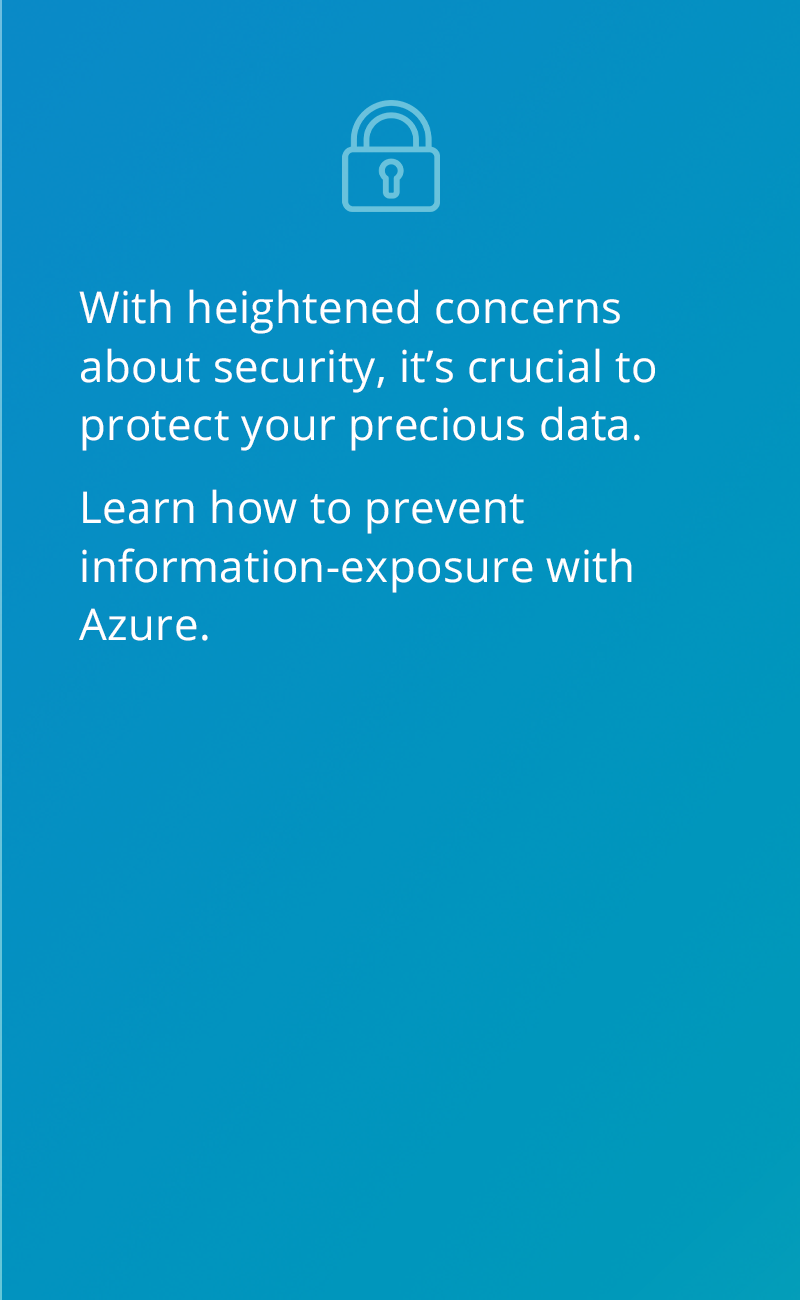 With heightened concerns
about security, it’s crucial to
protect your precious data.
Learn how to prevent
information-exposure with
Azure.